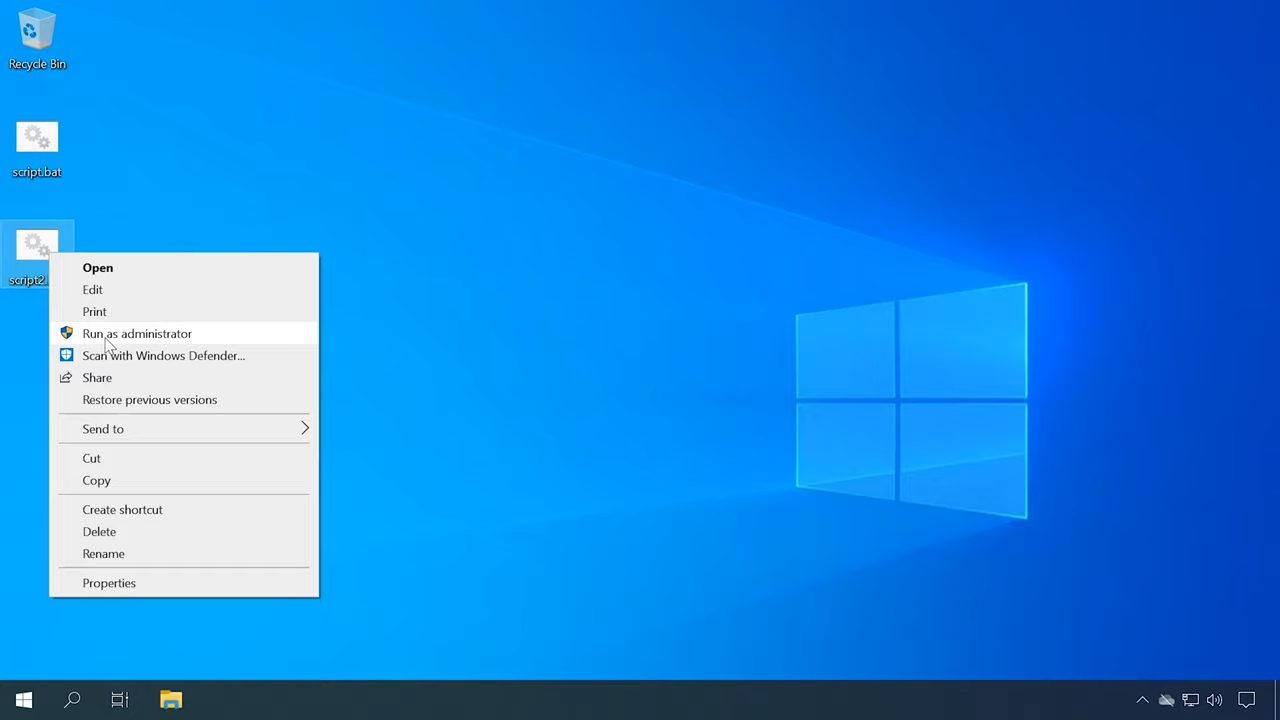 Recycle Bin
script.bat
script2.
Open
Edit
Print
Run as administrator
Scan with Windows Defender...
Share
Restore previous versions
Send to
Cut
Copy
Create shortcut
Delete
Rename
Properties